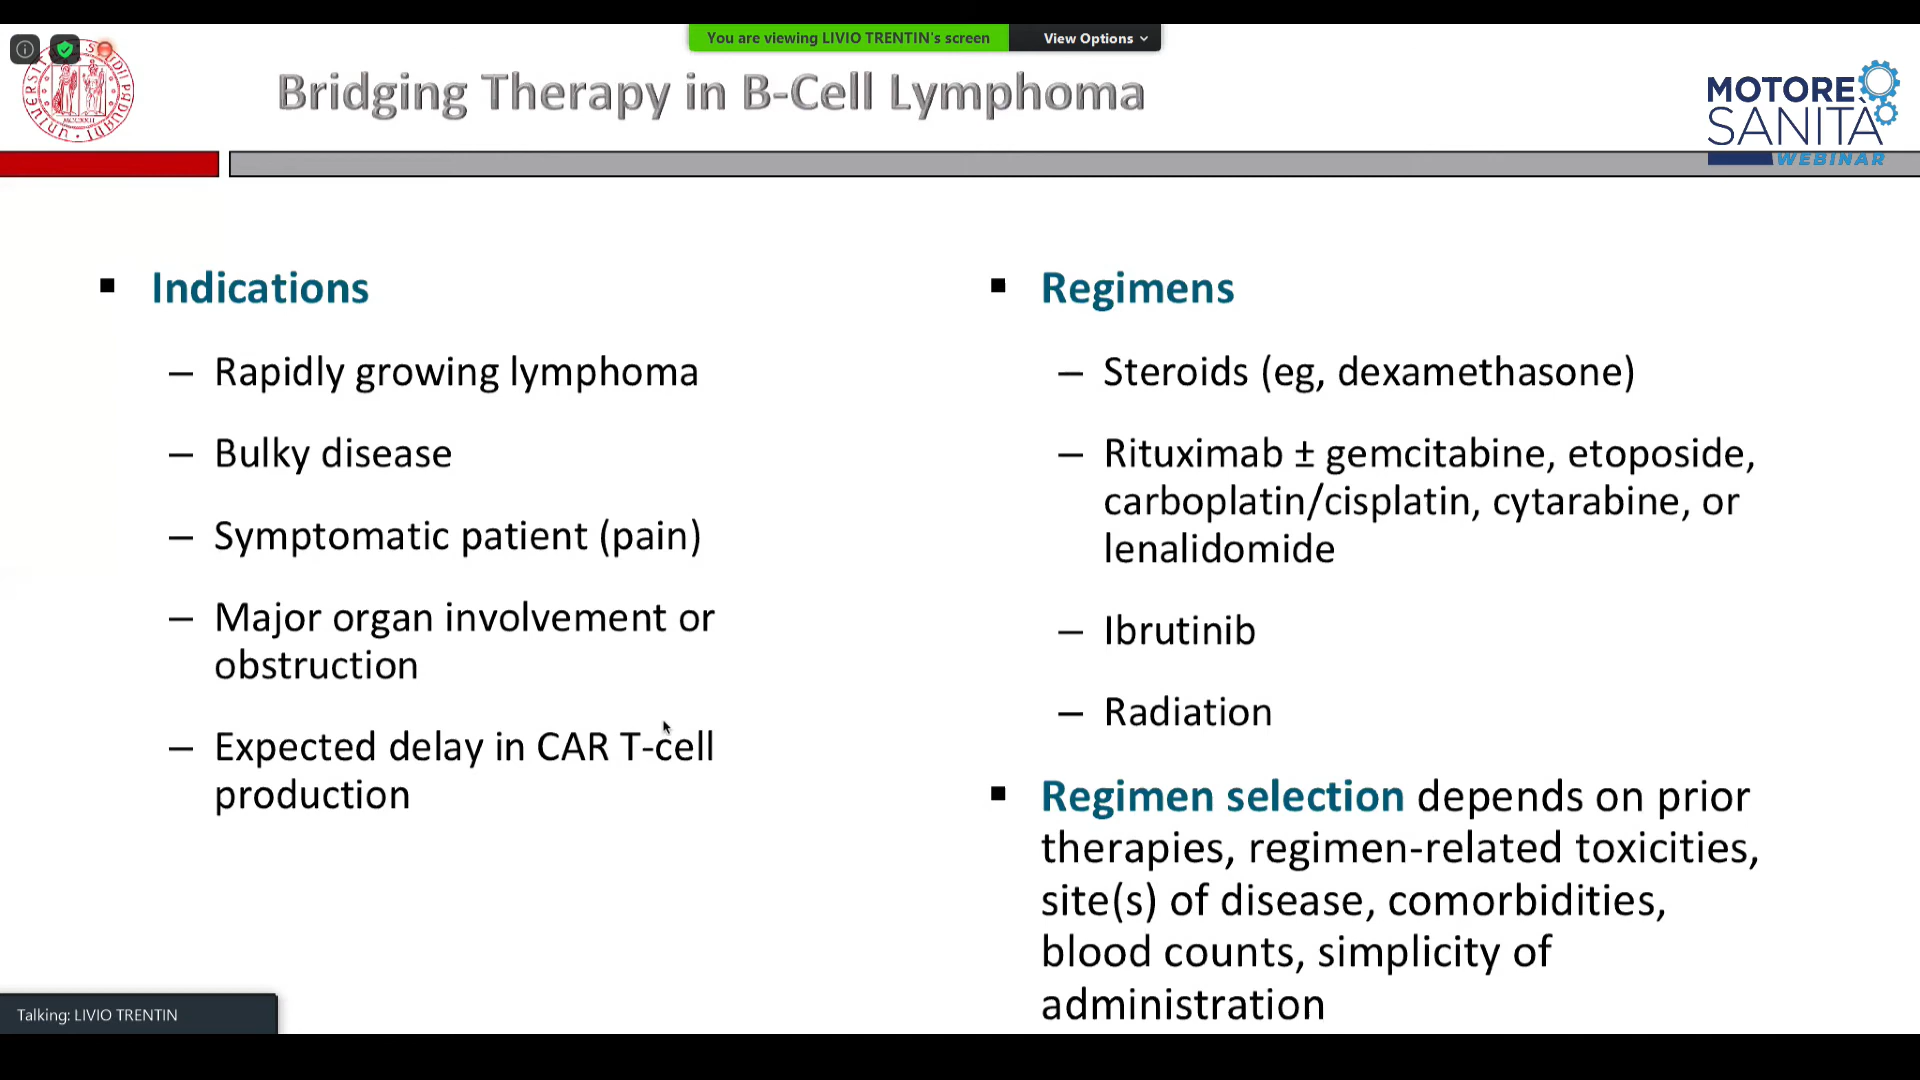 You are viewing LIVIO TRENTIN's screen
View Options
Bridging Therapy in B-Cell Lymphoma
MOTORE
SANITÀ
WEBINAR
▪ Indications
– Rapidly growing lymphoma
– Bulky disease
– Symptomatic patient (pain)
– Major organ involvement or
obstruction
– Expected delay in CAR T-cell
production
▪ Regimens
– Steroids (eg, dexamethasone)
– Rituximab ± gemcitabine, etoposide,
carboplatin/cisplatin, cytarabine, or
lenalidomide
– Ibrutinib
– Radiation
▪ Regimen selection depends on prior
therapies, regimen-related toxicities,
site(s) of disease, comorbidities,
blood counts, simplicity of
administration
Talking: LIVIO TRENTIN